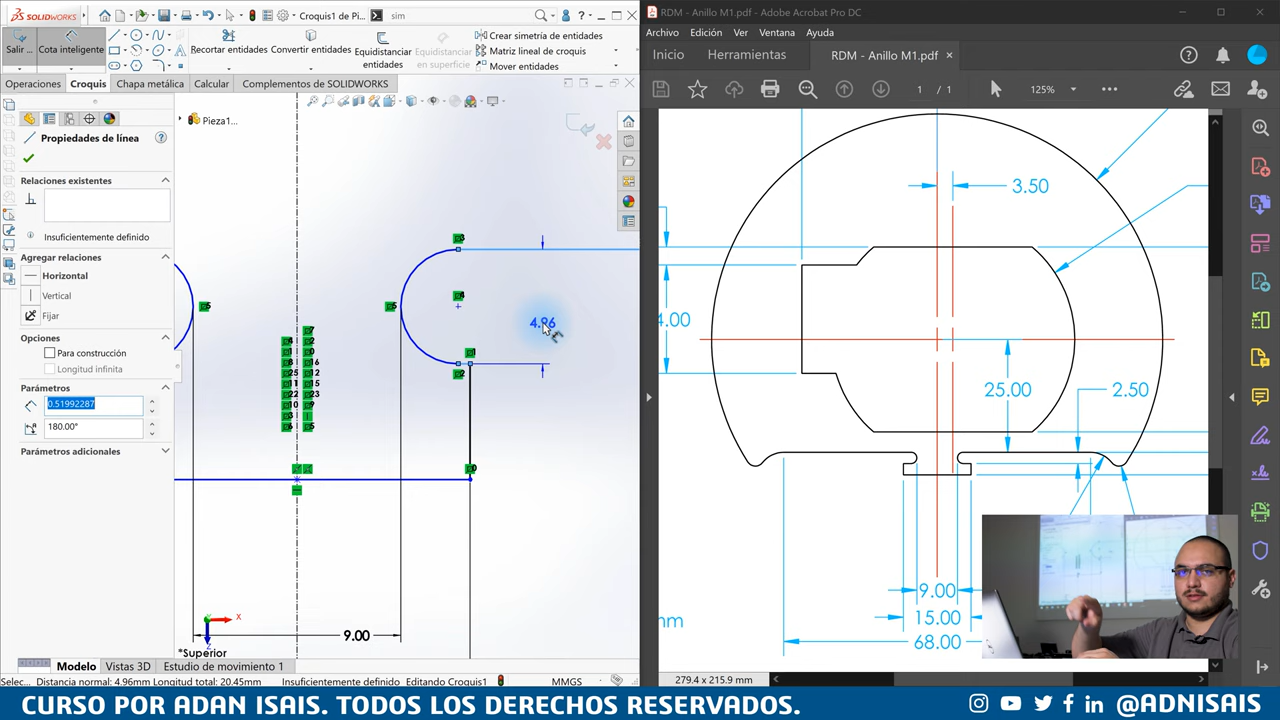 SOLIDWORKS
Croquis1 de Pi...
sim
Salir ...
Cota inteligente
Recortar entidades
Convertir entidades
Equidistanciar entidades
Equidistanciar en superficie
Crear simetría de entidades
Matriz lineal de croquis
Mover entidades
Operaciones
Croquis
Chapa metálica
Calcular
Complementos de SOLIDWORKS
Pieza1...
Propiedades de línea
Relaciones existentes
Insuficientemente definido
Agregar relaciones
Horizontal
Vertical
Fijar
Opciones
Para construcción
Longitud infinita
Parámetros
0.51992287
180.00°
Parámetros adicionales
4.96
9.00
X
*Superior
Modelo
Vistas 3D
Estudio de movimiento 1
Selec...
Distancia normal: 4.96mm Longitud total: 20.45mm
Insuficientemente definido
Editando Croquis1
MMGS
RDM - Anillo M1.pdf - Adobe Acrobat Pro DC
Archivo
Edición
Ver
Ventana
Ayuda
Inicio
Herramientas
RDM - Anillo M1.pdf ×
1 / 1
125%
3.50
4.00
25.00
2.50
9.00
15.00
68.00
nm
279.4 x 215.9 mm
CURSO POR ADAN ISAIS. TODOS LOS DERECHOS RESERVADOS.
@ADNISAIS